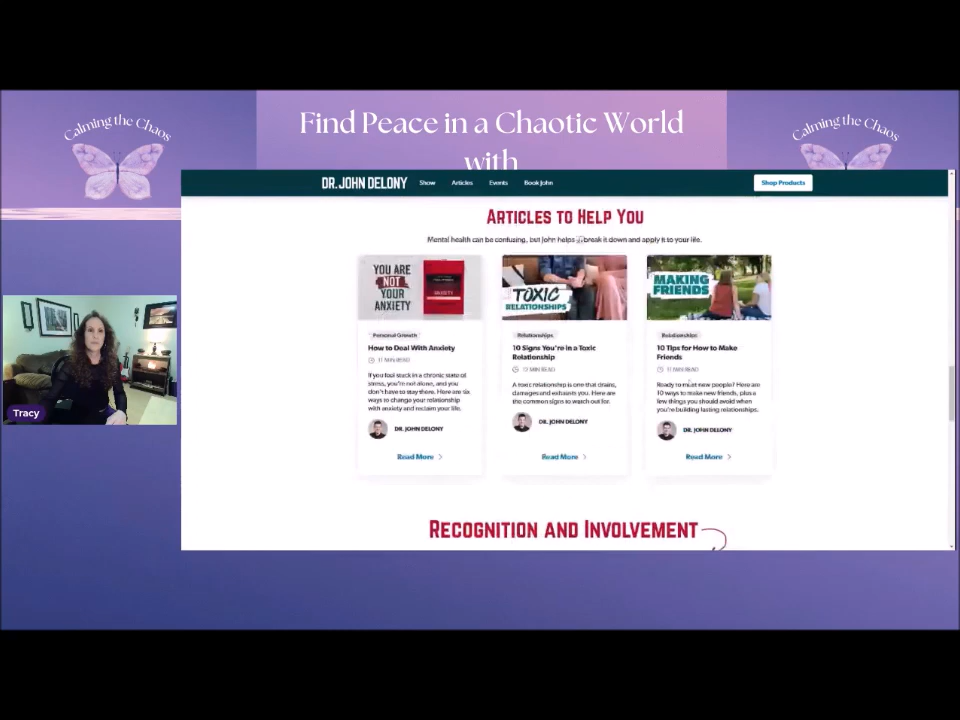 Calming the Chaos
Find Peace in a Chaotic World
with
Calming the Chaos
DR. JOHN DELONY
Show
Articles
Events
Book John
Shop Products
ARTICLES TO HELP YOU
Mental health can be confusing, but John helps break it down and apply it to your life.
YOU ARE
NOT
YOUR
ANXIETY
ANXIETY
Personal Growth
How to Deal With Anxiety
11 MIN READ
If you feel stuck in a chronic state of
stress, you're not alone, and you
don't have to stay there. Here are six
ways to change your relationship
with anxiety and reclaim your life.
DR. JOHN DELONY
Read More
TOXIC
RELATIONSHIPS
Relationships
10 Signs You're in a Toxic
Relationship
MIN READ
A toxic relationship is one that drains,
damages and exhausts you. Here are
the common signs to watch out for.
DR. JOHN DELONY
Read More
MAKING
FRIENDS
Relationships
10 Tips for How to Make
Friends
11 MIN READ
Ready to meet new people? Here are
10 ways to make new friends, plus a
few things you should avoid when
you're building lasting relationships.
DR. JOHN DELONY
Read More
RECOGNITION AND INVOLVEMENT
Tracy